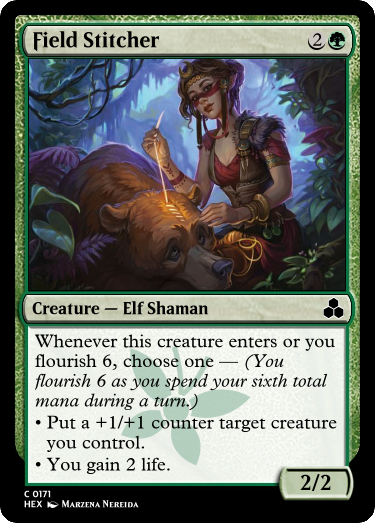 Field Stitcher 2
Creature — Elf Shaman
Whenever this creature enters or you
flourish 6, choose one — (You
flourish 6 as you spend your sixth total
mana during a turn.)
• Put a +1/+1 counter target creature
you control.
• You gain 2 life.
2/2
C 0171
HEX Marzena Nereida